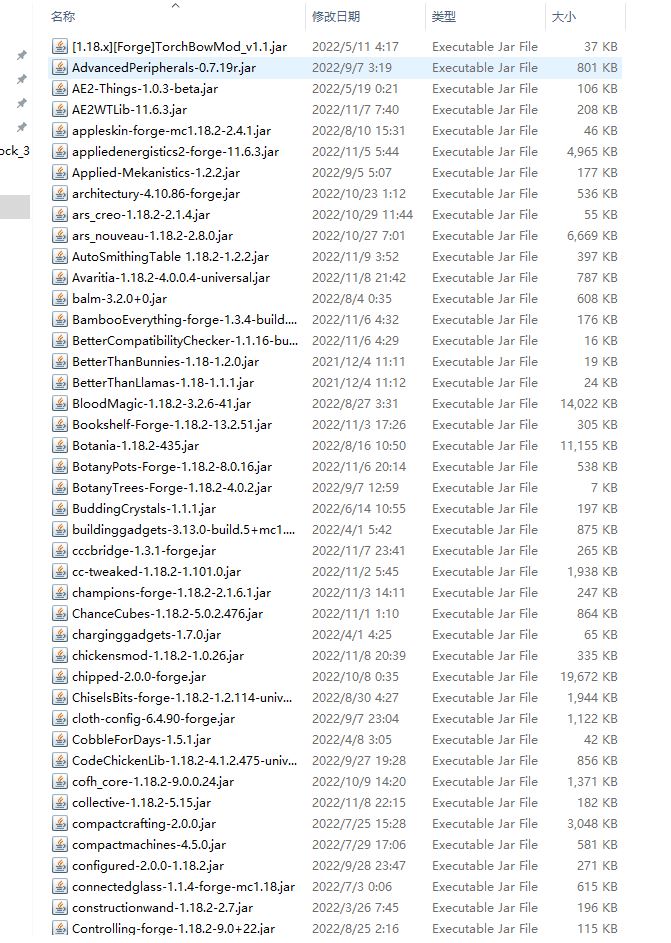 名称 修改日期 类型 大小
[1.18.x][Forge]TorchBowMod_v1.1.jar 2022/5/11 4:17 Executable Jar File 37 KB
AdvancedPeripherals-0.7.19r.jar 2022/9/7 3:19 Executable Jar File 801 KB
AE2-Things-1.0.3-beta.jar 2022/5/19 0:21 Executable Jar File 106 KB
AE2WTLib-11.6.3.jar 2022/11/7 7:40 Executable Jar File 208 KB
appleskin-forge-mc1.18.2-2.4.1.jar 2022/8/10 15:31 Executable Jar File 46 KB
ock_3 appliedenergistics2-forge-11.6.3.jar 2022/11/5 5:44 Executable Jar File 4,965 KB
Applied-Mekanistics-1.2.2.jar 2022/9/5 5:07 Executable Jar File 177 KB
architectury-4.10.86-forge.jar 2022/10/23 1:12 Executable Jar File 536 KB
ars_creo-1.18.2-2.1.4.jar 2022/10/29 11:44 Executable Jar File 55 KB
ars_nouveau-1.18.2-2.8.0.jar 2022/10/27 7:01 Executable Jar File 6,669 KB
AutoSmithingTable 1.18.2-1.2.2.jar 2022/11/9 3:52 Executable Jar File 397 KB
Avaritia-1.18.2-4.0.0.4-universal.jar 2022/11/8 21:42 Executable Jar File 787 KB
balm-3.2.0+0.jar 2022/8/4 0:35 Executable Jar File 608 KB
BambooEverything-forge-1.3.4-build.... 2022/11/6 4:32 Executable Jar File 176 KB
BetterCompatibilityChecker-1.1.16-bu... 2022/11/6 4:29 Executable Jar File 16 KB
BetterThanBunnies-1.18-1.2.0.jar 2021/12/4 11:11 Executable Jar File 19 KB
BetterThanLlamas-1.18-1.1.1.jar 2021/12/4 11:12 Executable Jar File 24 KB
BloodMagic-1.18.2-3.2.6-41.jar 2022/8/27 3:31 Executable Jar File 14,022 KB
Bookshelf-Forge-1.18.2-13.2.51.jar 2022/11/3 17:26 Executable Jar File 305 KB
Botania-1.18.2-435.jar 2022/8/16 10:50 Executable Jar File 11,155 KB
BotanyPots-Forge-1.18.2-8.0.16.jar 2022/11/6 20:14 Executable Jar File 538 KB
BotanyTrees-Forge-1.18.2-4.0.2.jar 2022/9/7 12:59 Executable Jar File 7 KB
BuddingCrystals-1.1.1.jar 2022/6/14 10:55 Executable Jar File 197 KB
buildinggadgets-3.13.0-build.5+mc1.... 2022/4/1 5:42 Executable Jar File 875 KB
cccbridge-1.3.1-forge.jar 2022/11/7 23:41 Executable Jar File 265 KB
cc-tweaked-1.18.2-1.101.0.jar 2022/11/2 5:45 Executable Jar File 1,938 KB
champions-forge-1.18.2-2.1.6.1.jar 2022/11/3 14:11 Executable Jar File 247 KB
ChanceCubes-1.18.2-5.0.2.476.jar 2022/11/1 1:10 Executable Jar File 864 KB
charginggadgets-1.7.0.jar 2022/4/1 4:25 Executable Jar File 65 KB
chickensmod-1.18.2-1.0.26.jar 2022/11/8 20:39 Executable Jar File 335 KB
chipped-2.0.0-forge.jar 2022/10/8 0:35 Executable Jar File 19,672 KB
ChiselsBits-forge-1.18.2-1.2.114-univ... 2022/8/30 4:27 Executable Jar File 1,944 KB
cloth-config-6.4.90-forge.jar 2022/9/7 23:04 Executable Jar File 1,122 KB
CobbleForDays-1.5.1.jar 2022/4/8 3:05 Executable Jar File 42 KB
CodeChickenLib-1.18.2-4.1.2.475-univ... 2022/9/27 19:28 Executable Jar File 856 KB
cofh_core-1.18.2-9.0.0.24.jar 2022/10/9 14:20 Executable Jar File 1,371 KB
collective-1.18.2-5.15.jar 2022/11/8 22:15 Executable Jar File 182 KB
compactcrafting-2.0.0.jar 2022/7/25 15:28 Executable Jar File 3,048 KB
compactmachines-4.5.0.jar 2022/7/29 17:06 Executable Jar File 581 KB
configured-2.0.0-1.18.2.jar 2022/9/28 23:47 Executable Jar File 271 KB
connectedglass-1.1.4-forge-mc1.18.jar 2022/7/3 0:06 Executable Jar File 615 KB
constructionwand-1.18.2-2.7.jar 2022/3/26 7:45 Executable Jar File 196 KB
Controlling-forge-1.18.2-9.0+22.jar 2022/8/25 2:16 Executable Jar File 115 KB